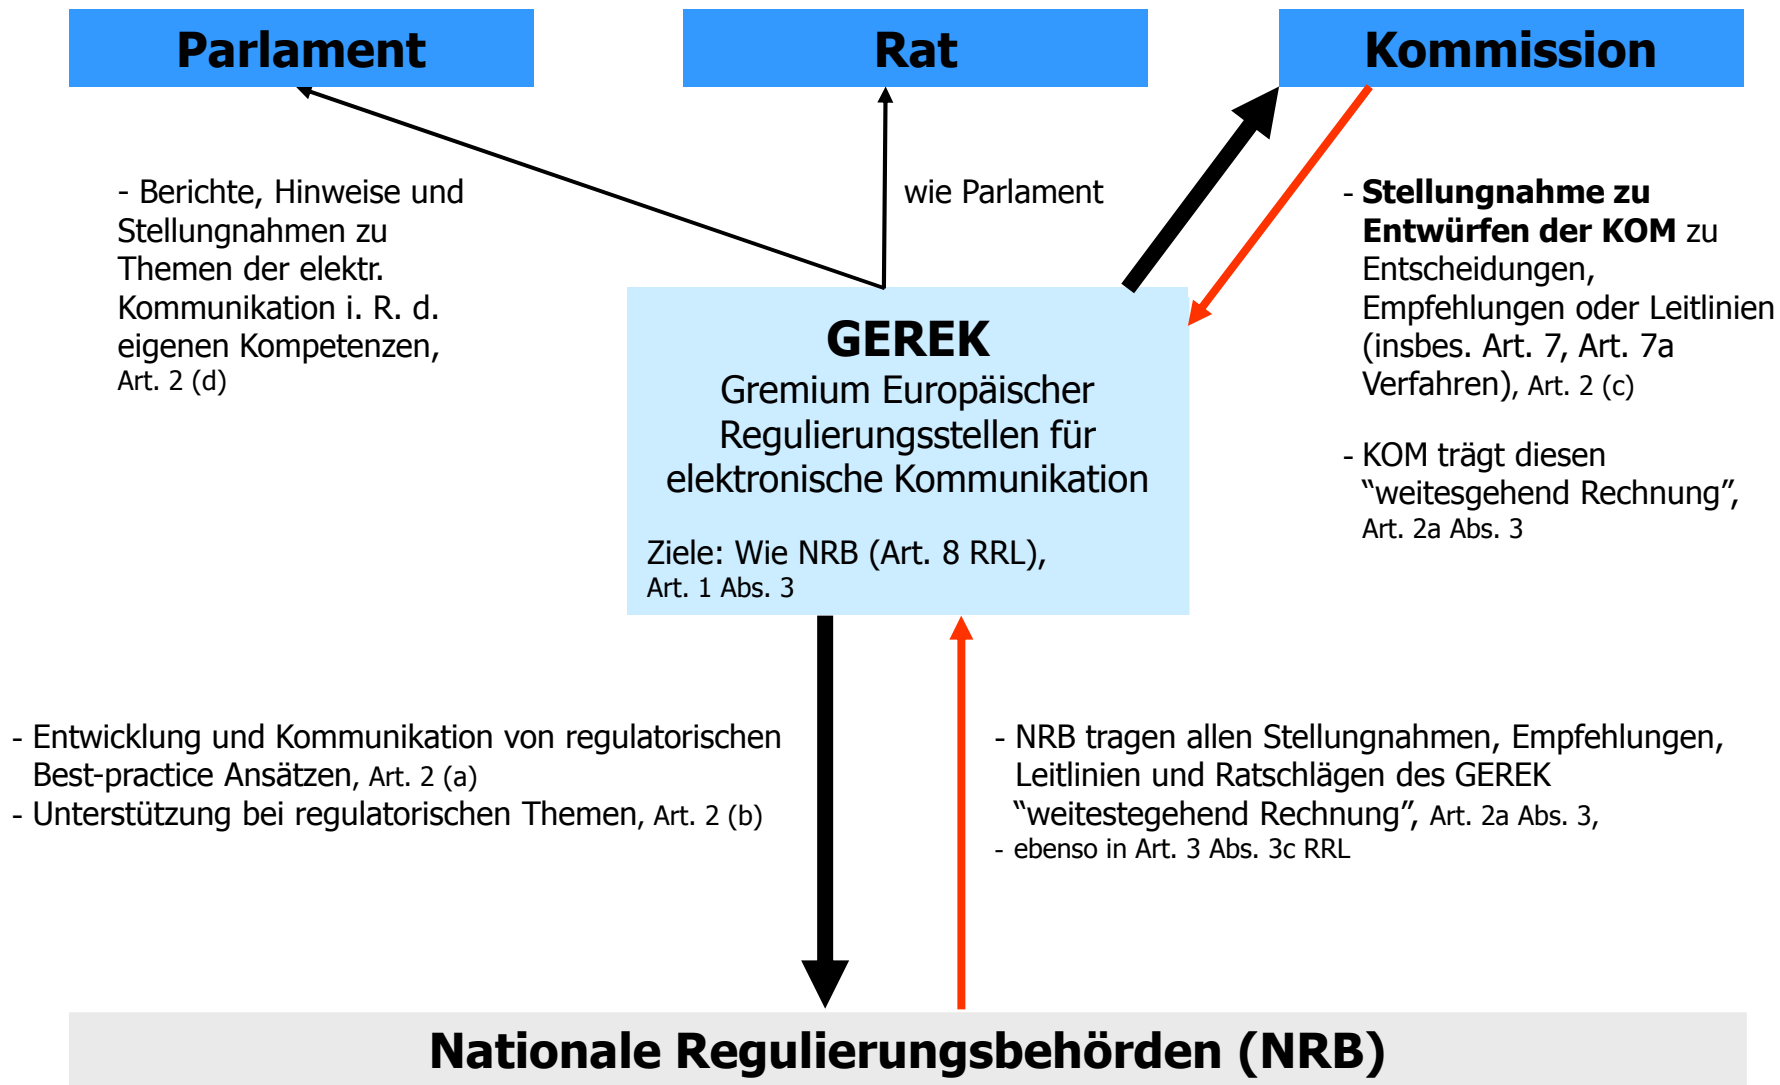 Parlament
Rat
Kommission
- Berichte, Hinweise und
Stellungnahmen zu
Themen der elektr.
Kommunikation i. R. d.
eigenen Kompetenzen,
Art. 2 (d)
wie Parlament
- Stellungnahme zu
Entwürfen der KOM zu
Entscheidungen,
Empfehlungen oder Leitlinien
(insbes. Art. 7, Art. 7a
Verfahren), Art. 2 (c)
- KOM trägt diesen
“weitesgehend Rechnung”,
Art. 2a Abs. 3
GEREK
Gremium Europäischer
Regulierungsstellen für
elektronische Kommunikation
Ziele: Wie NRB (Art. 8 RRL),
Art. 1 Abs. 3
- Entwicklung und Kommunikation von regulatorischen
Best-practice Ansätzen, Art. 2 (a)
- Unterstützung bei regulatorischen Themen, Art. 2 (b)
- NRB tragen allen Stellungnahmen, Empfehlungen,
Leitlinien und Ratschlägen des GEREK
“weitestegehend Rechnung”, Art. 2a Abs. 3,
- ebenso in Art. 3 Abs. 3c RRL
Nationale Regulierungsbehörden (NRB)